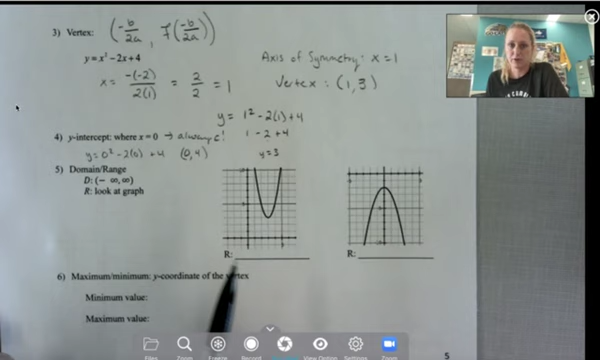 3) Vertex: (-b/2a, f(-b/2a))
y = x² – 2x + 4
x = -(-2)/2(1) = 2/2 = 1
Axis of Symmetry: x = 1
Vertex: (1, 3)
y = 1² - 2(1) + 4
1 - 2 + 4
y = 3
4) y-intercept: where x = 0 → always c!
y = 0² - 2(0) + 4 (0, 4)
5) Domain/Range
D: (– ∞, ∞)
R: look at graph
R:
R:
6) Maximum/minimum: y-coordinate of the vertex
Minimum value:
Maximum value:
5
Files
Zoom
Freeze
Record
View Option
Settings
Zoom